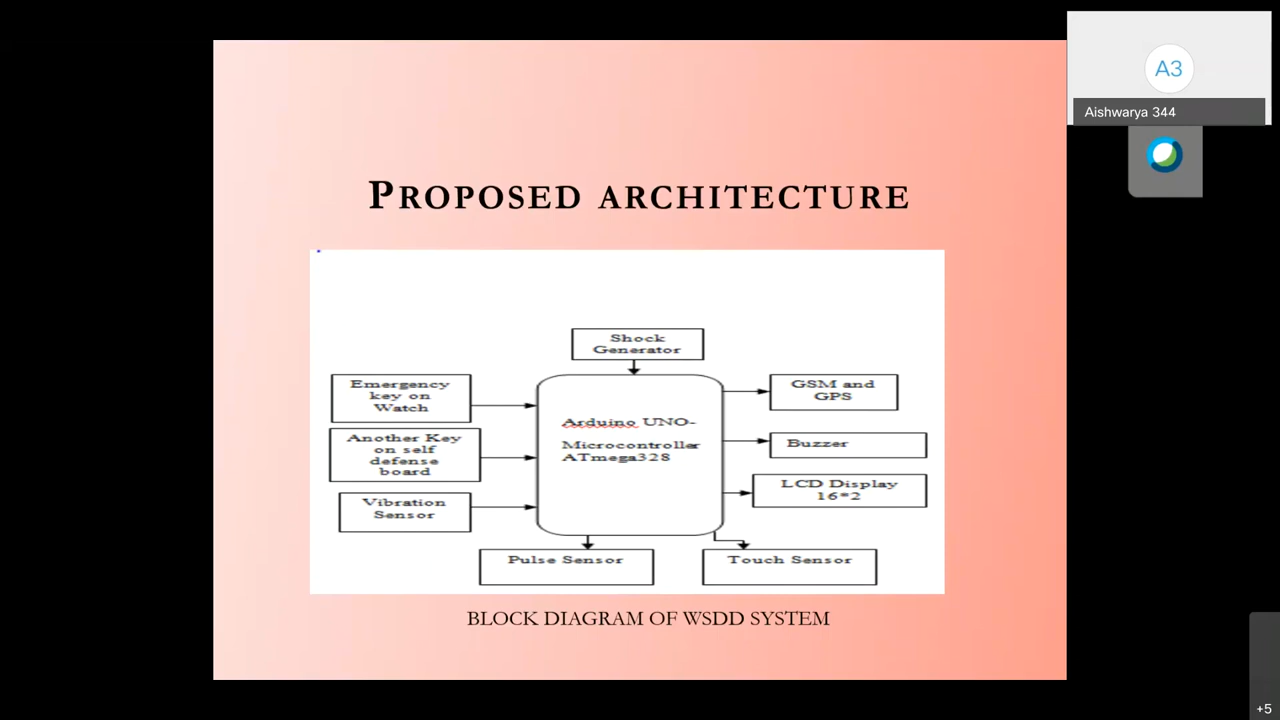 A3
Aishwarya 344
PROPOSED ARCHITECTURE
Shock
Generator
Emergency
key on
Watch
Another Key
on self
defense
board
Vibration
Sensor
Arduino UNO-
Microcontroller
ATmega328
GSM and
GPS
Buzzer
LCD Display
16*2
Pulse Sensor
Touch Sensor
BLOCK DIAGRAM OF WSDD SYSTEM
+5